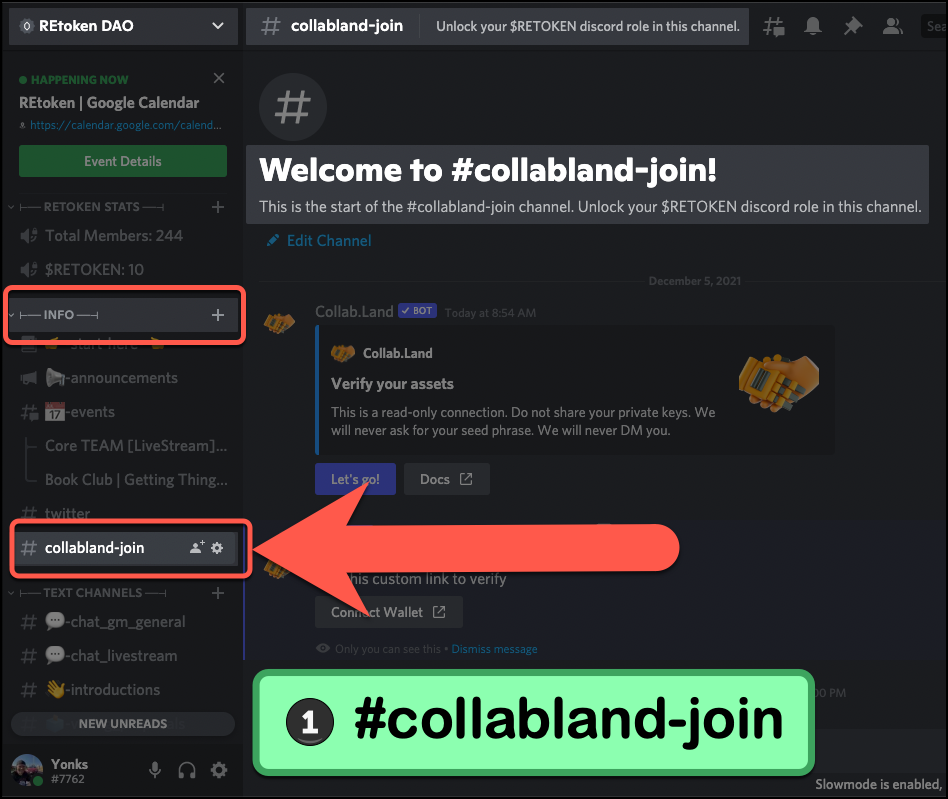 REtoken DAO
HAPPENING NOW
REtoken | Google Calendar
https://calendar.google.com/calend...
Event Details
RETOKEN STATS
Total Members: 244
$RETOKEN: 10
INFO
start-here
-announcements
17
-events
Core TEAM [LiveStream]...
Book Club | Getting Thing...
twitter
collabland-join
TEXT CHANNELS
-chat_gm_general
-chat_livestream
-introductions
NEW UNREADS
Yonks
#7762
# collabland-join
Unlock your $RETOKEN discord role in this channel.
Sea
#
Welcome to #collabland-join!
This is the start of the #collabland-join channel. Unlock your $RETOKEN discord role in this channel.
Edit Channel
December 5, 2021
Collab.Land BOT Today at 8:54 AM
Collab.Land
Verify your assets
This is a read-only connection. Do not share your private keys. We
will never ask for your seed phrase. We will never DM you.
Let's go!
Docs
this custom link to verify
Connect Wallet
Only you can see this • Dismiss message
00 PM
1 #collabland-join
Slowmode is enabled,